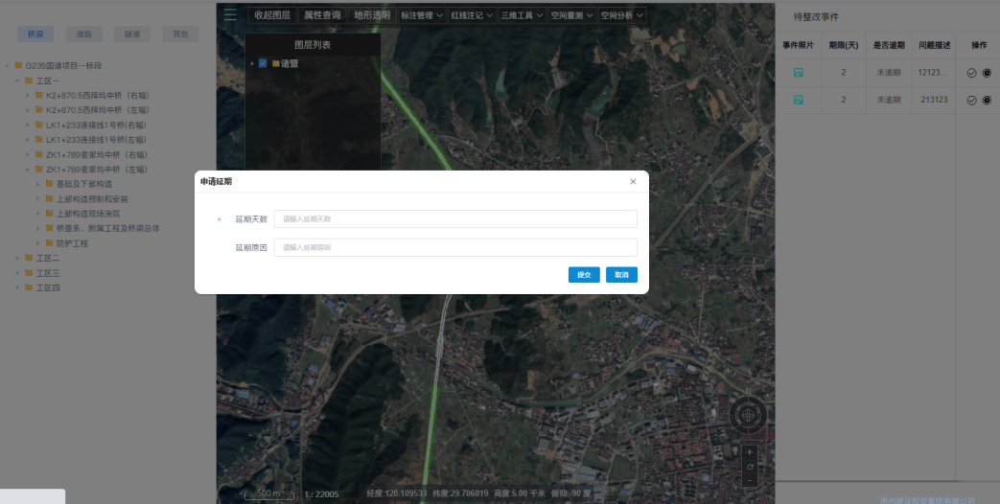 桥梁 道路 隧道 其他
G235国道项目一标段
工区一
K2+870.5西择坞中桥（右幅）
K2+870.5西择坞中桥（左幅）
LK1+233连接线1号桥(右幅)
LK1+233连接线1号桥(左幅)
ZK1+789姜家坞中桥（右幅）
ZK1+789姜家坞中桥（左幅）
基础及下部构造
上部构造预制和安装
上部构造现场浇筑
桥面系、附属工程及桥梁总体
防护工程
工区二
工区三
工区四
收起图层 属性查询 地形透明 标注管理 红线注记 三维工具 空间量测 空间分析
图层列表
诸暨
待整改事件
事件照片 期限(天) 是否逾期 问题描述 操作
2 未逾期 12123...
2 未逾期 213123
申请延期
* 延期天数 请输入延期天数
延期原因 请输入延期原因
提交 取消
N
500 m 1 : 22005 经度:120.109533 纬度:29.706019 高度:5.00 千米 俯仰:-90 度